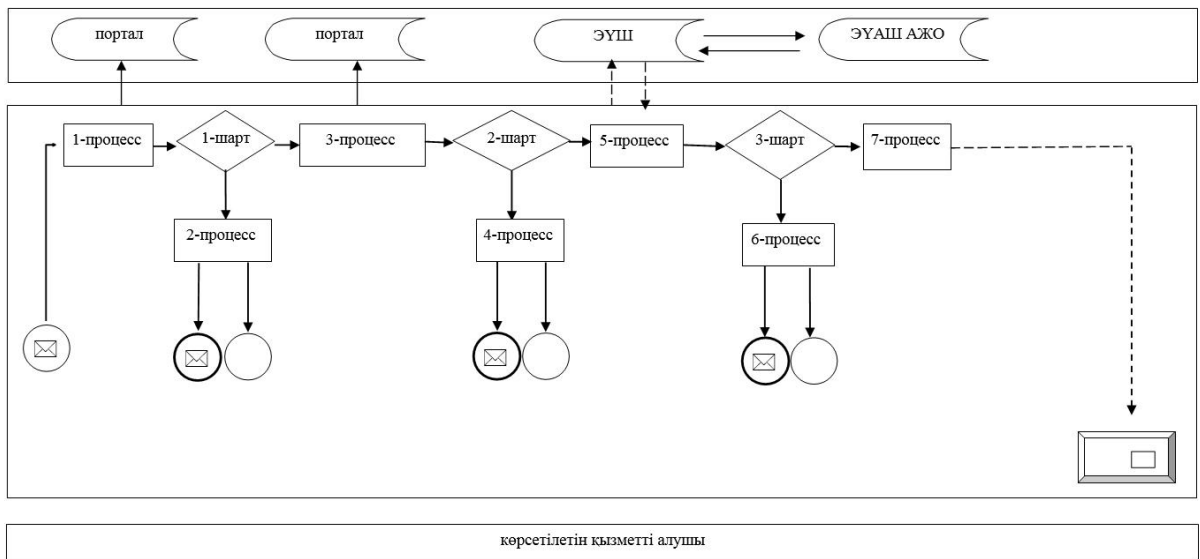 портал
портал
ЭҮШ
ЭҮАШ АЖО
1-процесс
1-шарт
3-процесс
2-шарт
5-процесс
3-шарт
7-процесс
2-процесс
4-процесс
6-процесс
көрсетілетін қызметті алушы